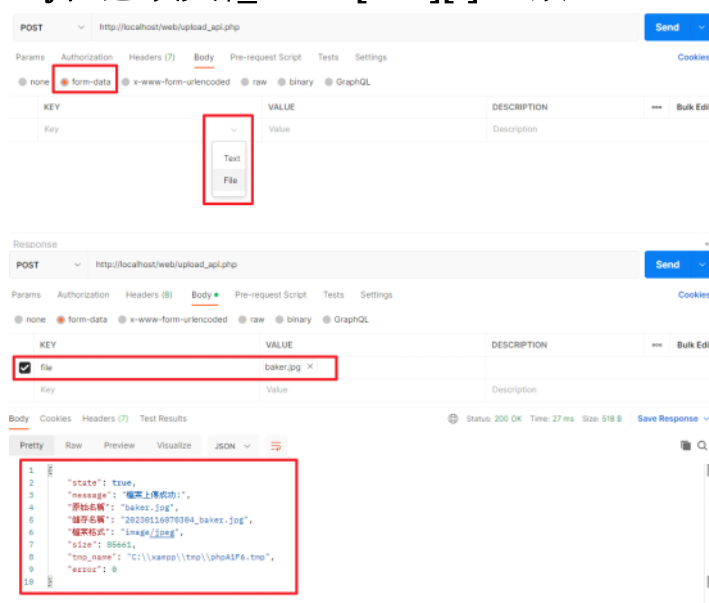 POST http://localhost/web/upload_api.php Send
Params Authorization Headers (7) Body Pre-request Script Tests Settings Cookies
none form-data x-www-form-urlencoded raw binary GraphQL
KEY VALUE DESCRIPTION Bulk Edi
Key Value Description
Text
File
Response
POST http://localhost/web/upload_api.php Send
Params Authorization Headers (8) Body Pre-request Script Tests Settings Cookies
none form-data x-www-form-urlencoded raw binary GraphQL
KEY VALUE DESCRIPTION Bulk Edi
file baker.jpg ×
Key Value Description
Body Cookies Headers (7) Test Results Status: 200 OK Time: 27 ms Size: 518 B Save Response
Pretty Raw Preview Visualize JSON
1 {
2 "state": true,
3 "message": "檔案上傳成功:",
4 "原始名稱": "baker.jpg",
5 "儲存名稱": "20230116070304_baker.jpg",
6 "檔案格式": "image/jpeg",
7 "size": 85661,
8 "tmp_name": "C:\\xampp\\tmp\\phpA1F6.tmp",
9 "error": 0
10 }